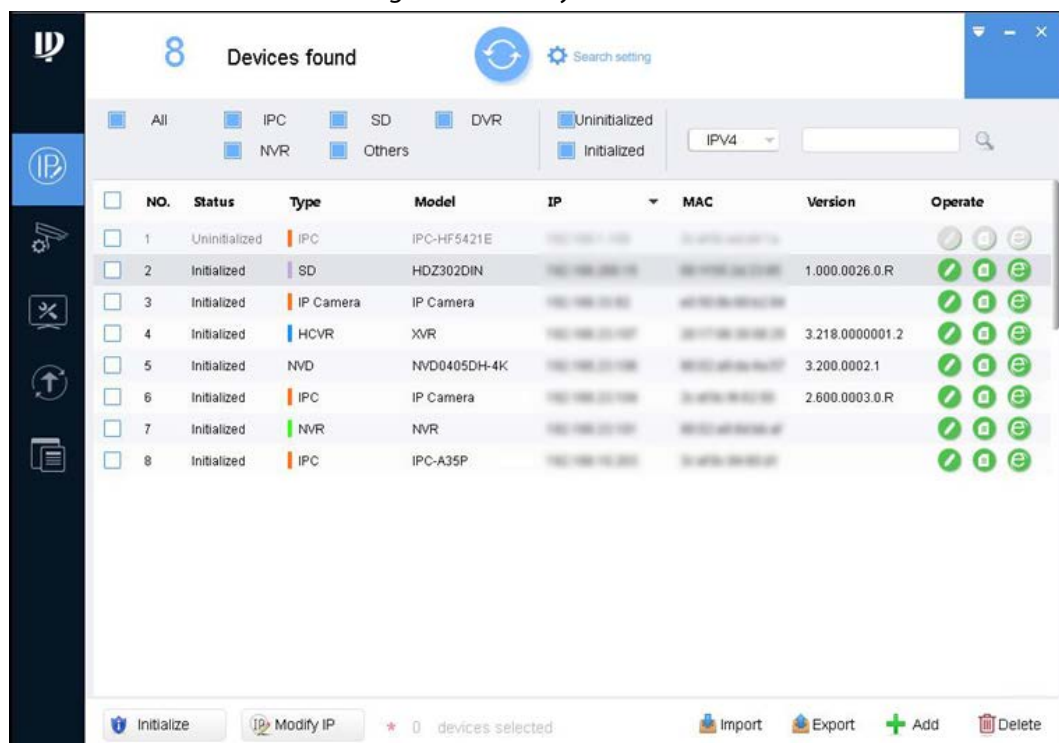 8 Devices found Search setting
All IPC SD DVR Uninitialized
NVR Others Initialized IPV4
NO. Status Type Model IP MAC Version Operate
1 Uninitialized IPC IPC-HF5421E
2 Initialized SD HDZ302DIN 1.000.0026.0.R
3 Initialized IP Camera IP Camera
4 Initialized HCVR XVR 3.218.0000001.2
5 Initialized NVD NVD0405DH-4K 3.200.0002.1
6 Initialized IPC IP Camera 2.600.0003.0.R
7 Initialized NVR NVR
8 Initialized IPC IPC-A35P
Initialize Modify IP * 0 devices selected Import Export Add Delete